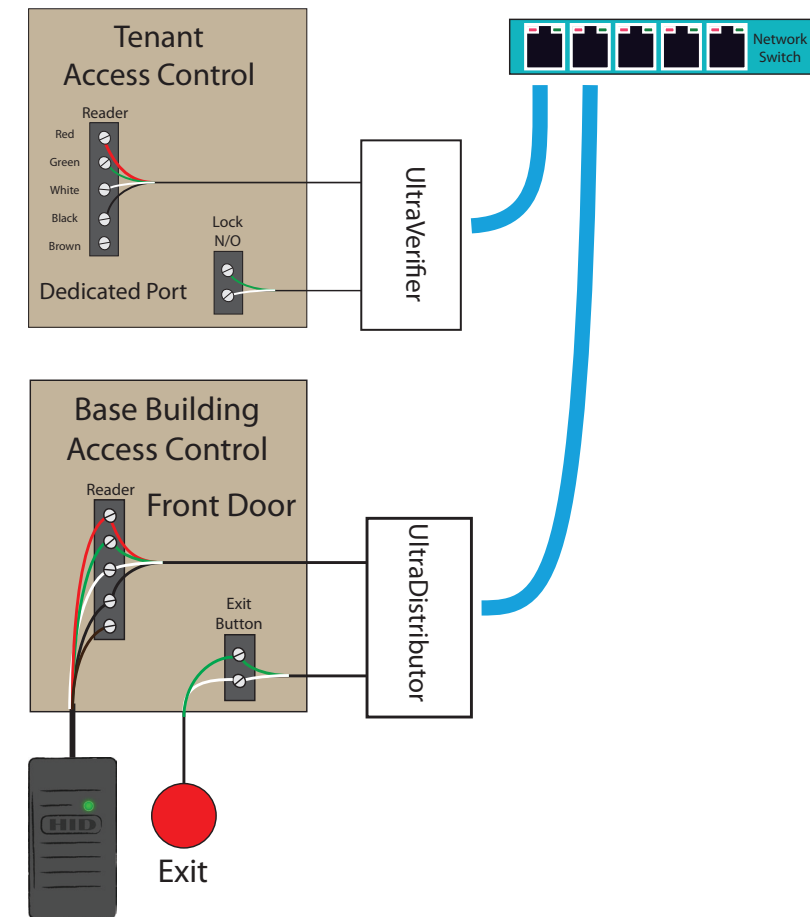 Tenant
Access Control
Reader
Red
Green
White
Black
Brown
Lock
N/O
Dedicated Port
UltraVerifier
Network
Switch
Base Building
Access Control
Reader
Front Door
Exit
Button
UltraDistributor
HID
Exit